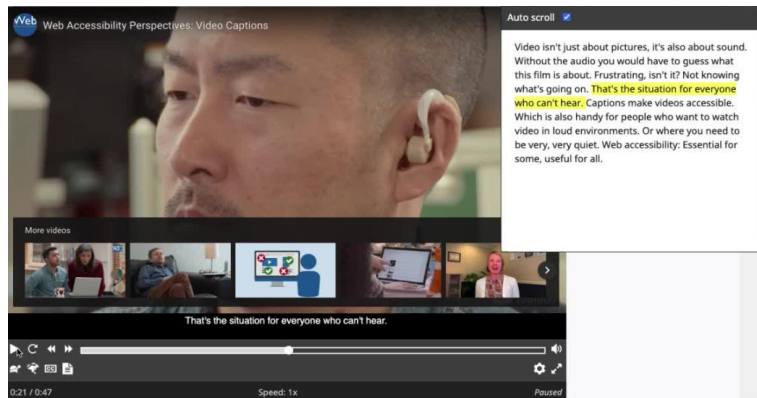 Web
Web Accessibility Perspectives: Video Captions
Auto scroll
Video isn't just about pictures, it's also about sound.
Without the audio you would have to guess what
this film is about. Frustrating, isn't it? Not knowing
what's going on. That's the situation for everyone
who can't hear. Captions make videos accessible.
Which is also handy for people who want to watch
video in loud environments. Or where you need to
be very, very quiet. Web accessibility: Essential for
some, useful for all.
More videos
That's the situation for everyone who can't hear.
CC
0:21 / 0:47
Speed: 1x
Paused